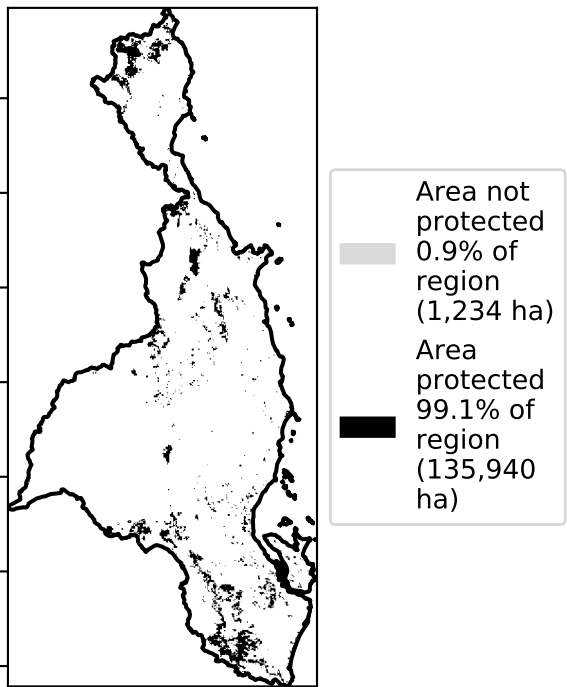 Area not
protected
0.9% of
region
(1,234 ha)
Area
protected
99.1% of
region
(135,940
ha)